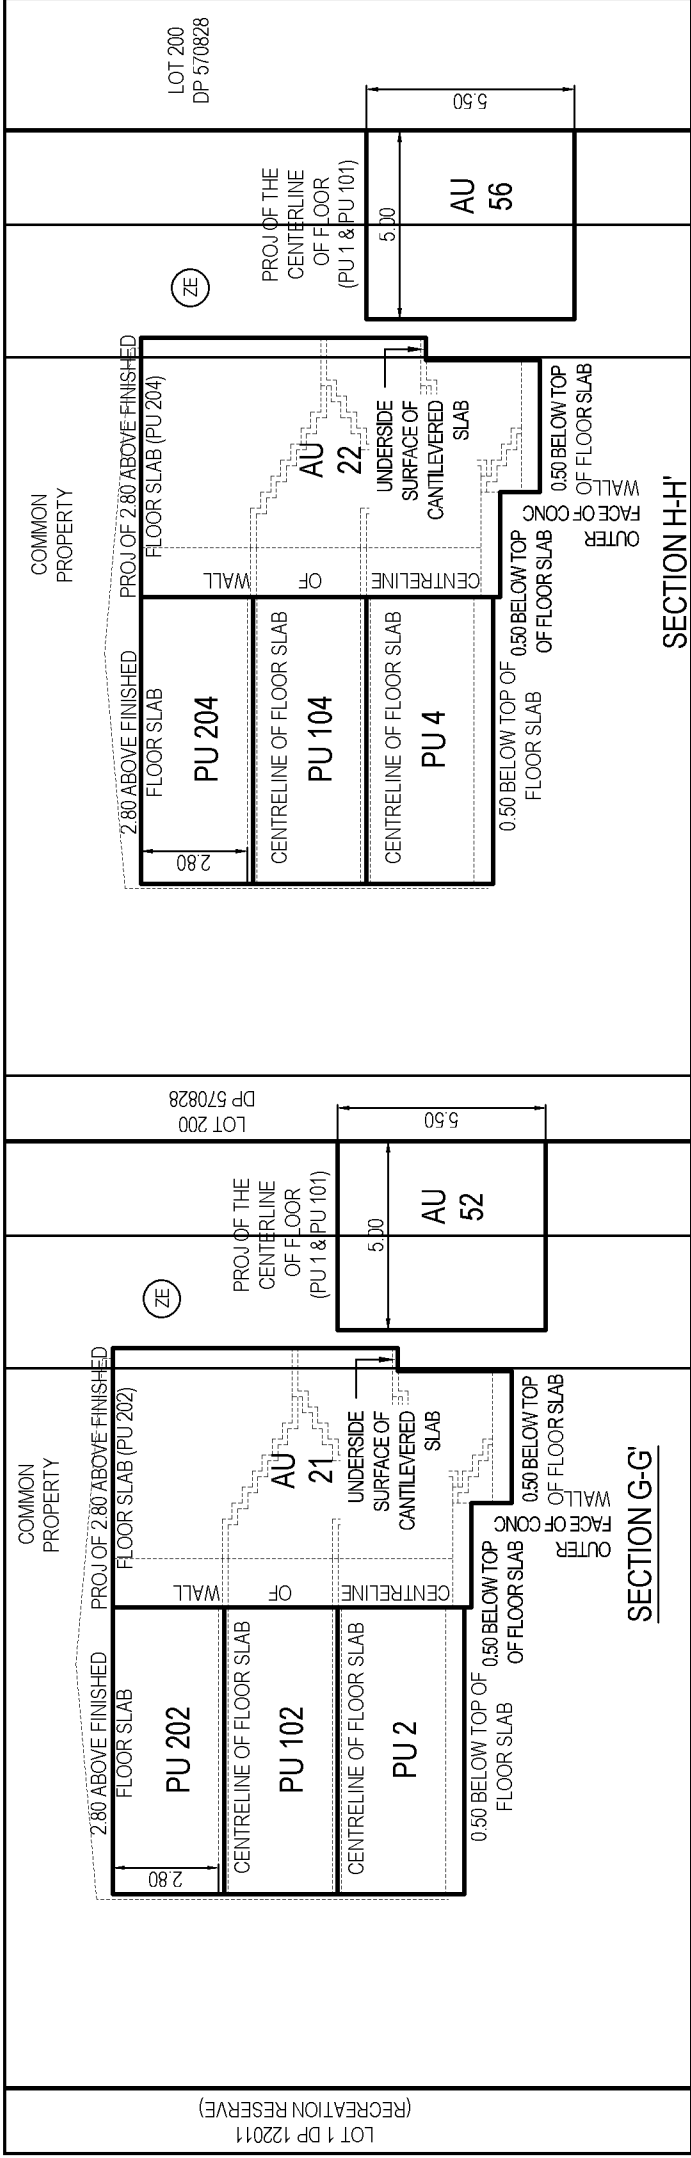 LOT 1 DP 122011
(RECREATION RESERVE)
COMMON
PROPERTY
2.80 ABOVE FINISHED
FLOOR SLAB
PROJ OF 2.80 ABOVE FINISHED
FLOOR SLAB (PU 202)
2.80
PU 202
CENTRELINE OF FLOOR SLAB
PU 102
CENTRELINE OF FLOOR SLAB
PU 2
0.50 BELOW TOP OF
FLOOR SLAB
CENTRELINE
OF
WALL
AU
21
UNDERSIDE
SURFACE OF
CANTILEVERED
SLAB
0.50 BELOW TOP
OF FLOOR SLAB
OUTER
FACE OF CONC
WALL
0.50 BELOW TOP
OF FLOOR SLAB
ZE
PROJ OF THE
CENTERLINE
OF FLOOR
(PU 1 & PU 101)
5.00
AU
52
5.50
LOT 200
DP 570828
SECTION G-G'
COMMON
PROPERTY
2.80 ABOVE FINISHED
FLOOR SLAB
PROJ OF 2.80 ABOVE FINISHED
FLOOR SLAB (PU 204)
2.80
PU 204
CENTRELINE OF FLOOR SLAB
PU 104
CENTRELINE OF FLOOR SLAB
PU 4
0.50 BELOW TOP OF
FLOOR SLAB
CENTRELINE
OF
WALL
AU
22
UNDERSIDE
SURFACE OF
CANTILEVERED
SLAB
0.50 BELOW TOP
OF FLOOR SLAB
OUTER
FACE OF CONC
WALL
0.50 BELOW TOP
OF FLOOR SLAB
ZE
PROJ OF THE
CENTERLINE
OF FLOOR
(PU 1 & PU 101)
5.00
AU
56
5.50
LOT 200
DP 570828
SECTION H-H'